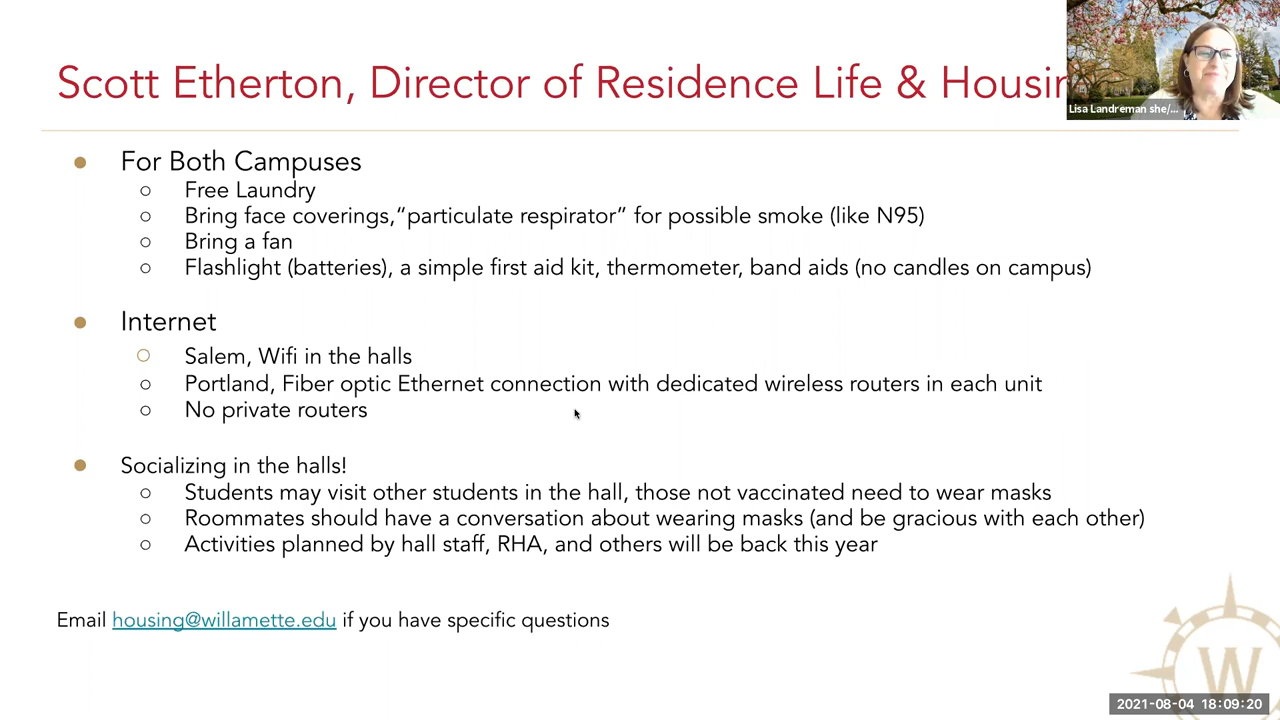 Scott Etherton, Director of Residence Life & Housin
Lisa Landreman she/...
For Both Campuses
Free Laundry
Bring face coverings,“particulate respirator” for possible smoke (like N95)
Bring a fan
Flashlight (batteries), a simple first aid kit, thermometer, band aids (no candles on campus)
Internet
Salem, Wifi in the halls
Portland, Fiber optic Ethernet connection with dedicated wireless routers in each unit
No private routers
Socializing in the halls!
Students may visit other students in the hall, those not vaccinated need to wear masks
Roommates should have a conversation about wearing masks (and be gracious with each other)
Activities planned by hall staff, RHA, and others will be back this year
Email housing@willamette.edu if you have specific questions
W
2021-08-04 18:09:20